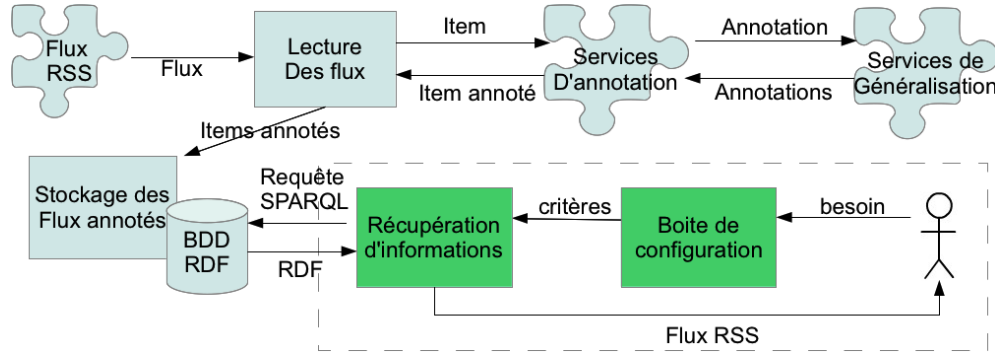 Flux
RSS
Flux
Lecture
Des flux
Item
Item annoté
Services
D'annotation
Annotation
Annotations
Services de
Généralisation
Items annotés
Stockage des
Flux annotés
BDD
RDF
Requête
SPARQL
RDF
Récupération
d'informations
critères
Boite de
configuration
besoin
Flux RSS